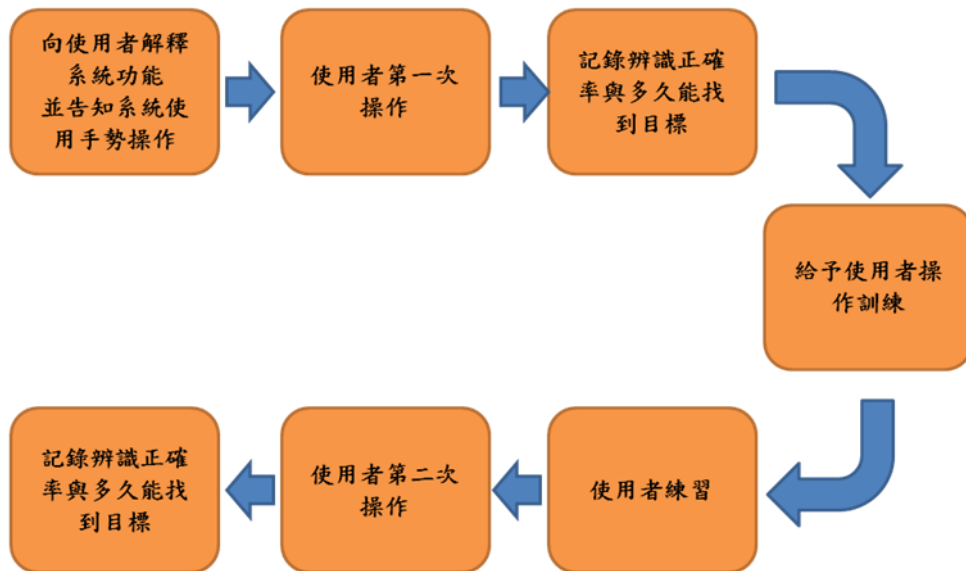 向使用者解釋
系統功能
並告知系統使
用手勢操作
使用者第一次
操作
記錄辨識正確
率與多久能找
到目標
給予使用者操
作訓練
使用者練習
使用者第二次
操作
記錄辨識正確
率與多久能找
到目標